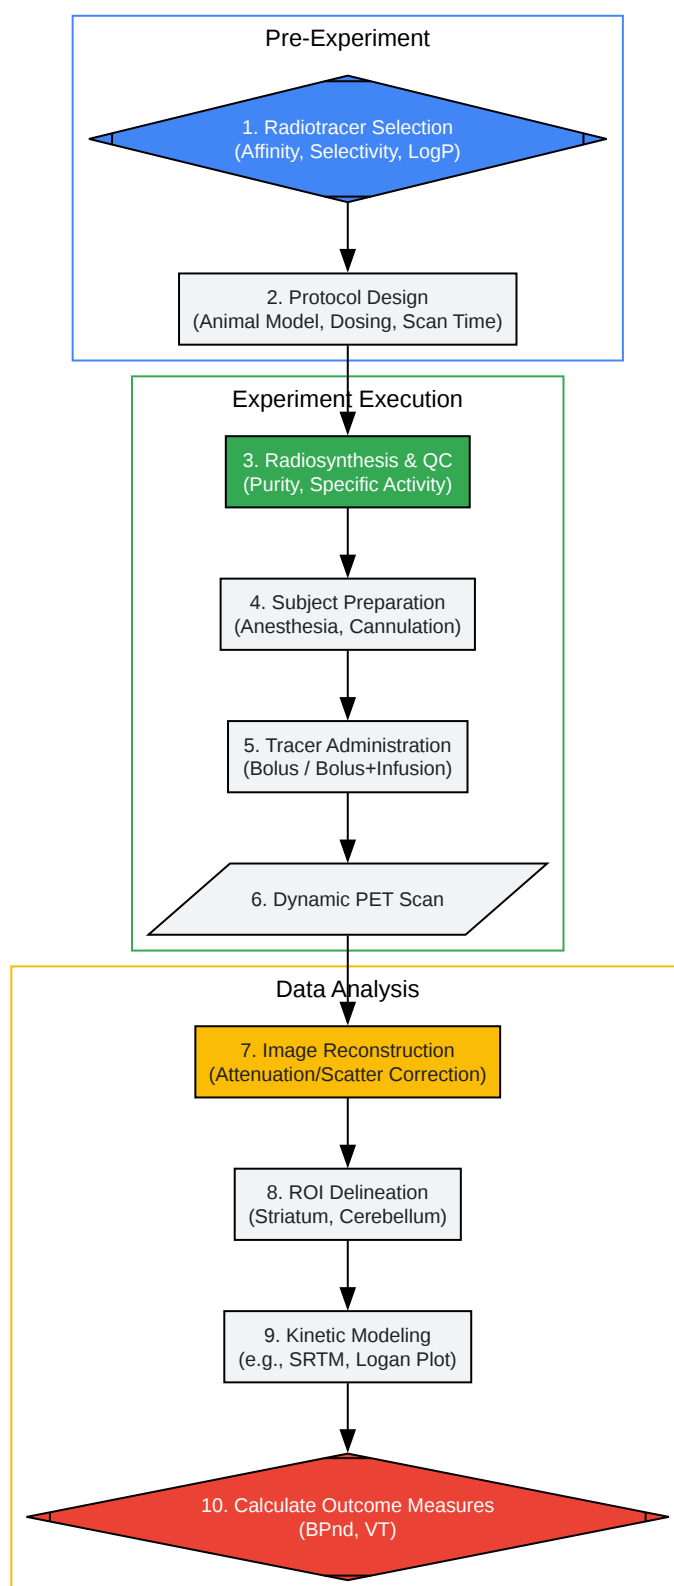 Pre-Experiment
1. Radiotracer Selection
(Affinity, Selectivity, LogP)
2. Protocol Design
(Animal Model, Dosing, Scan Time)
Experiment Execution
3. Radiosynthesis & QC
(Purity, Specific Activity)
4. Subject Preparation
(Anesthesia, Cannulation)
5. Tracer Administration
(Bolus / Bolus+Infusion)
6. Dynamic PET Scan
Data Analysis
7. Image Reconstruction
(Attenuation/Scatter Correction)
8. ROI Delineation
(Striatum, Cerebellum)
9. Kinetic Modeling
(e.g., SRTM, Logan Plot)
10. Calculate Outcome Measures
(BPnd, VT)